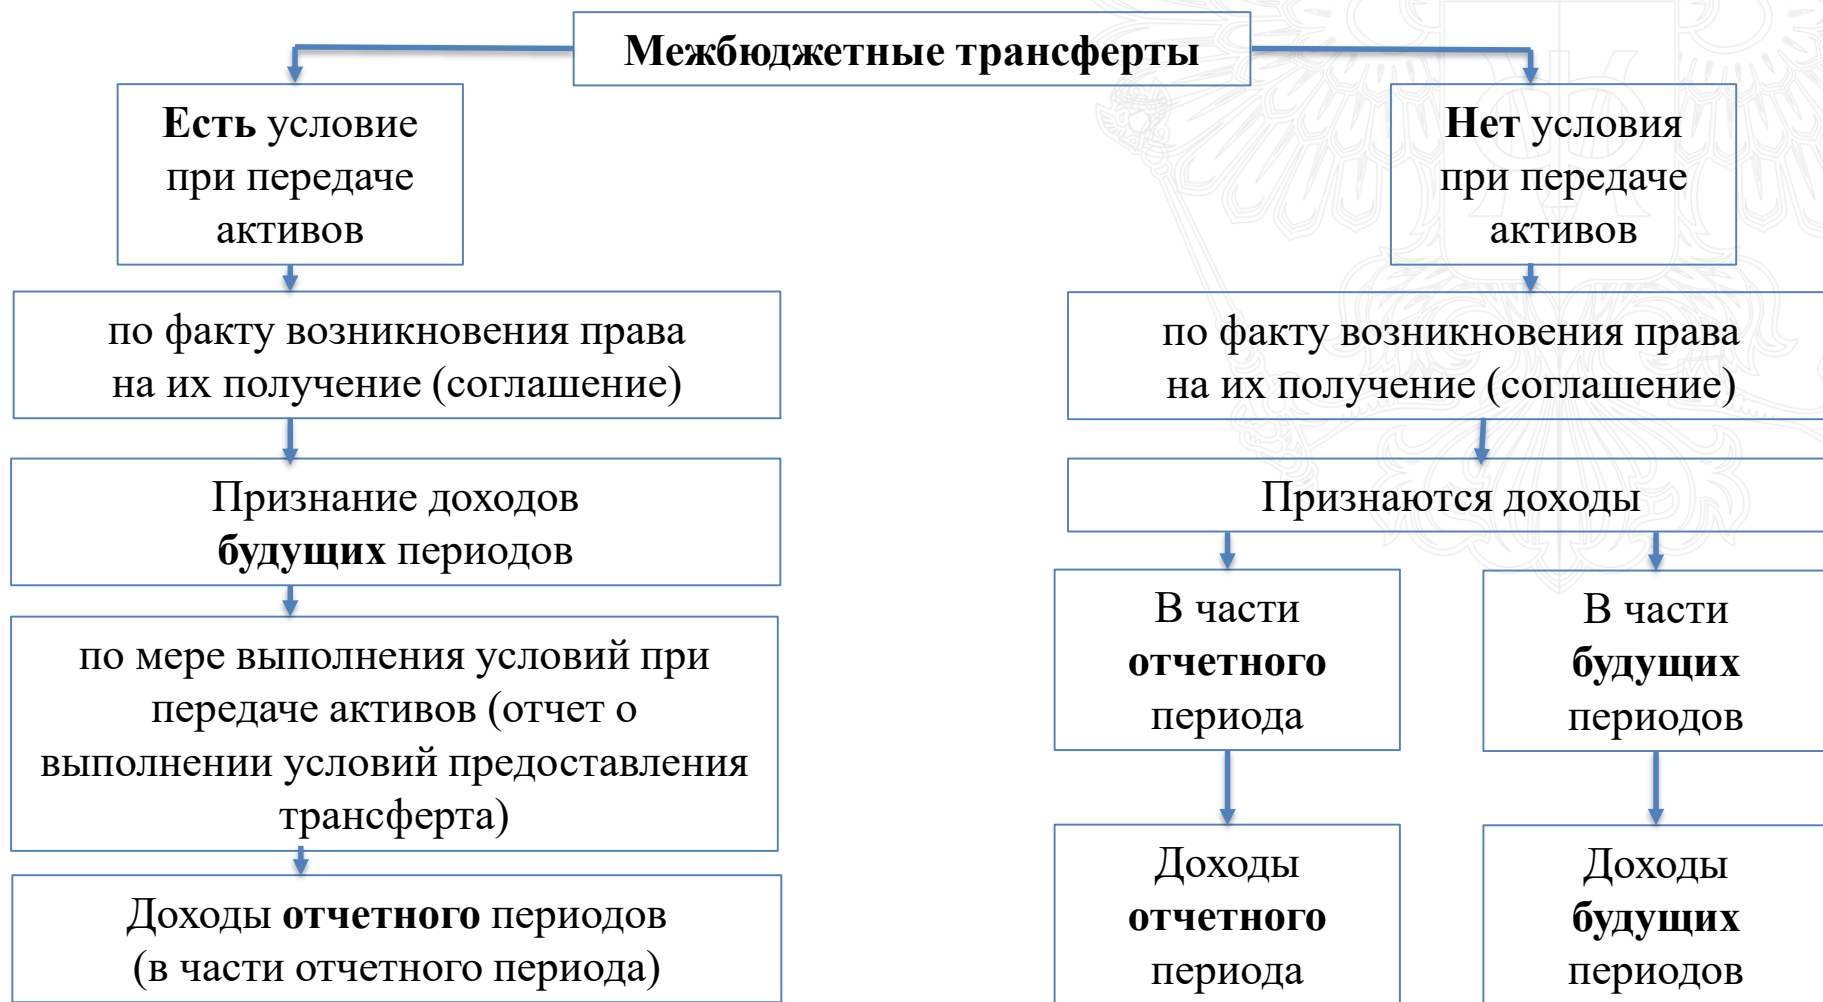 Межбюджетные трансферты
Есть условие
при передаче
активов
по факту возникновения права
на их получение (соглашение)
Признание доходов
будущих периодов
по мере выполнения условий при
передаче активов (отчет о
выполнении условий предоставления
трансферта)
Доходы отчетного периодов
(в части отчетного периода)
Нет условия
при передаче
активов
по факту возникновения права
на их получение (соглашение)
Признаются доходы
В части
отчетного
периода
Доходы
отчетного
периода
В части
будущих
периодов
Доходы
будущих
периодов